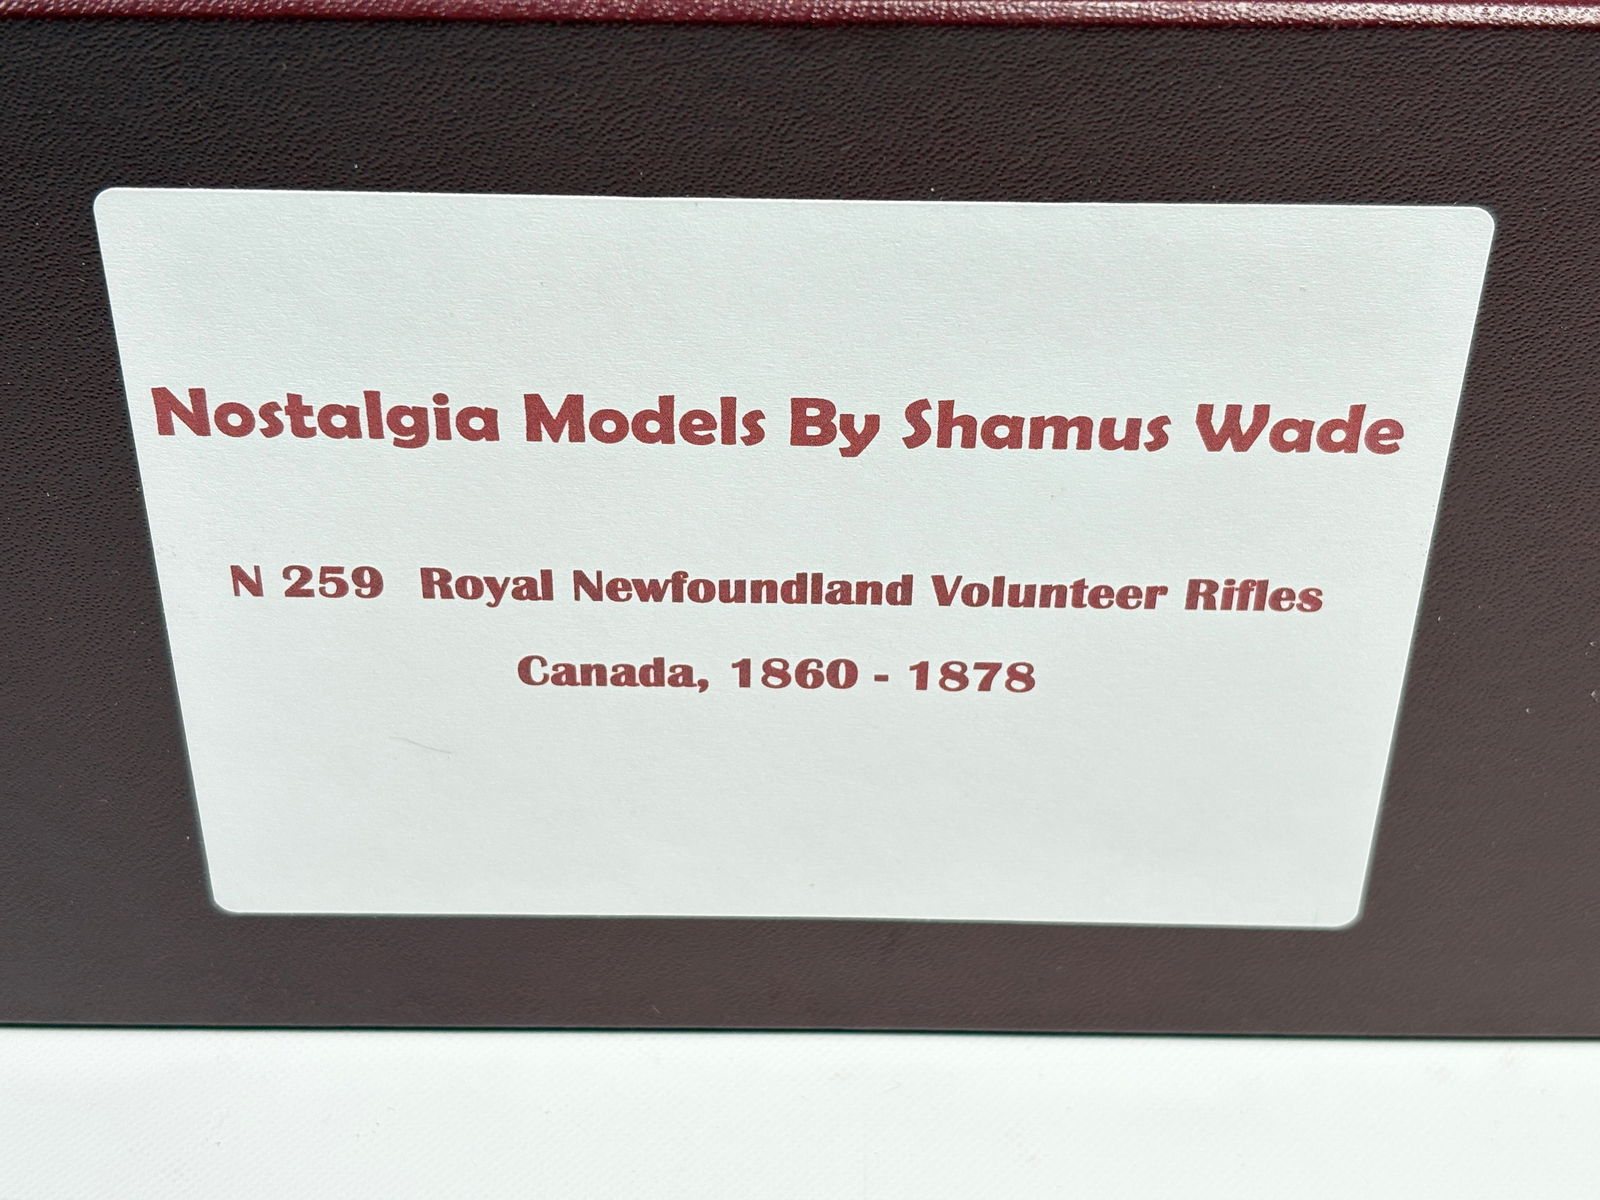 Nostalgia Models By Shamus Wade
N 259 Royal Newfoundland Volunteer Rifles
Canada, 1860 - 1878